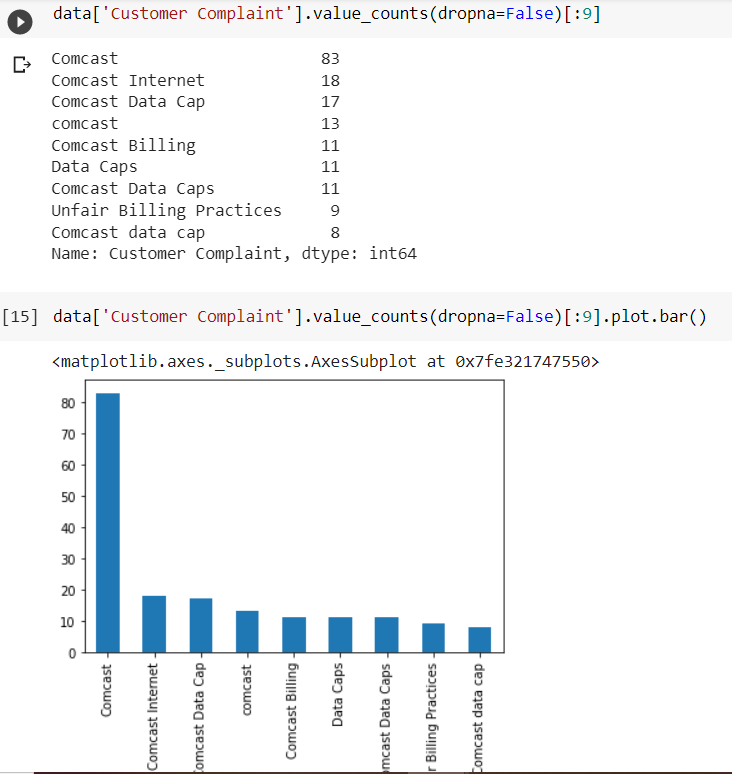 data['Customer Complaint'].value_counts(dropna=False)[:9]
Comcast 83
Comcast Internet 18
Comcast Data Cap 17
comcast 13
Comcast Billing 11
Data Caps 11
Comcast Data Caps 11
Unfair Billing Practices 9
Comcast data cap 8
Name: Customer Complaint, dtype: int64
[15] data['Customer Complaint'].value_counts(dropna=False)[:9].plot.bar()
<matplotlib.axes._subplots.AxesSubplot at 0x7fe321747550>
80
70
60
50
40
30
20
10
0
Comcast
Comcast Internet
omcast Data Cap
comcast
Comcast Billing
Data Caps
mcast Data Caps
r Billing Practices
Comcast data cap